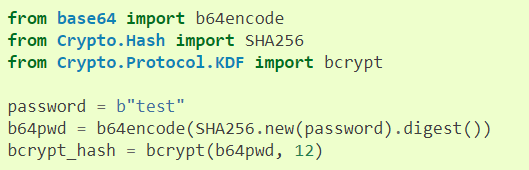 from base64 import b64encode
from Crypto.Hash import SHA256
from Crypto.Protocol.KDF import bcrypt

password = b"test"
b64pwd = b64encode(SHA256.new(password).digest())
bcrypt_hash = bcrypt(b64pwd, 12)